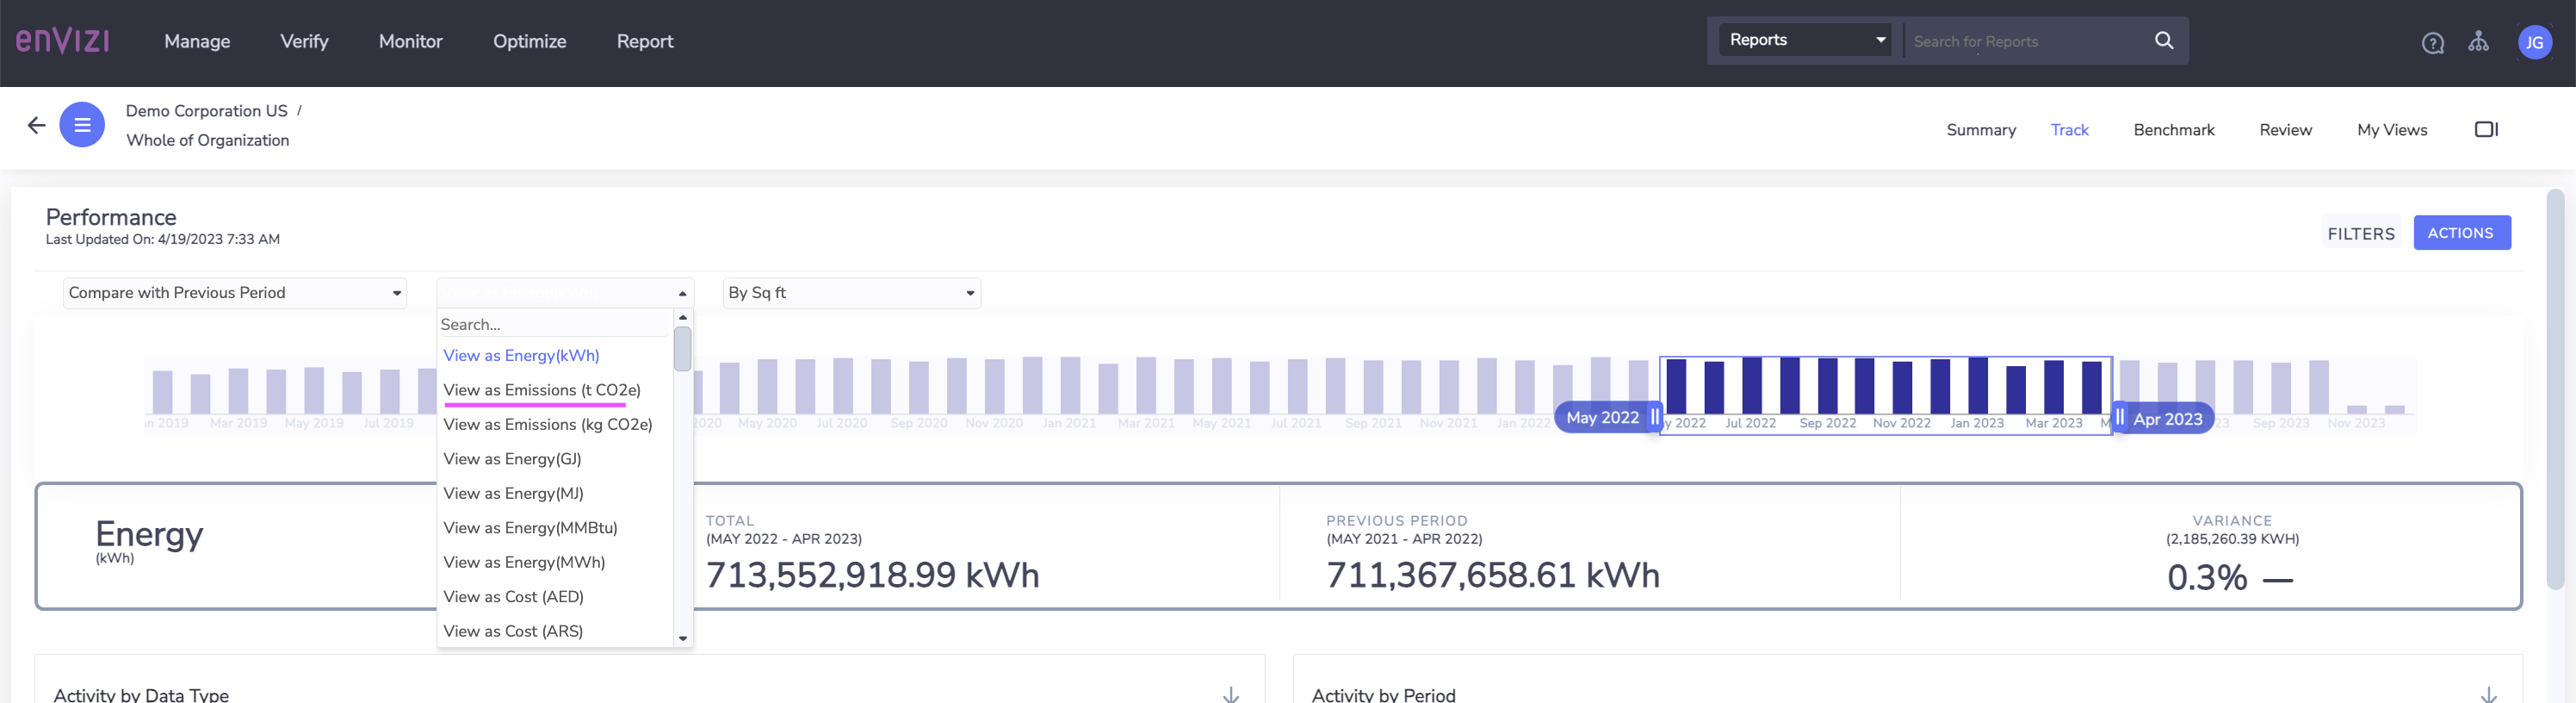 enVIZI
Manage Verify Monitor Optimize Report
Reports Search for Reports
JG
Demo Corporation US /
Whole of Organization
Summary Track Benchmark Review My Views
Performance
Last Updated On: 4/19/2023 7:33 AM
FILTERS ACTIONS
Compare with Previous Period
By Sq ft
Search...
View as Energy(kWh)
View as Emissions (t CO2e)
View as Emissions (kg CO2e)
View as Energy(GJ)
View as Energy(MJ)
View as Energy(MMBtu)
View as Energy(MWh)
View as Cost (AED)
View as Cost (ARS)
n 2019 Mar 2019 May 2019 Jul 2019 2020 May 2020 Jul 2020 Sep 2020 Nov 2020 Jan 2021 Mar 2021 May 2021 Jul 2021 Sep 2021 Nov 2021 Jan 2022 y 2022 Jul 2022 Sep 2022 Nov 2022 Jan 2023 Mar 2023 M 23 Sep 2023 Nov 2023
May 2022 Apr 2023
Energy
(kWh)
TOTAL
(MAY 2022 - APR 2023)
713,552,918.99 kWh
PREVIOUS PERIOD
(MAY 2021 - APR 2022)
711,367,658.61 kWh
VARIANCE
(2,185,260.39 KWH)
0.3% —
Activity by Data Type
Activity by Period